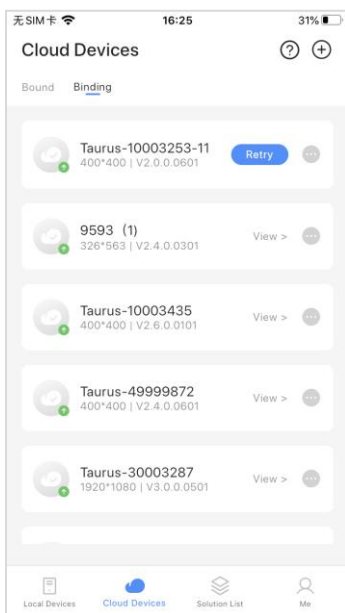 无SIM卡 16:25 31%
Cloud Devices
Bound Binding
Taurus-10003253-11
400*400 | V2.0.0.0601
Retry
9593 (1)
326*563 | V2.4.0.0301
View >
Taurus-10003435
400*400 | V2.6.0.0101
View >
Taurus-49999872
400*400 | V2.4.0.0601
View >
Taurus-30003287
1920*1080 | V3.0.0.0501
View >
Local Devices Cloud Devices Solution List Me